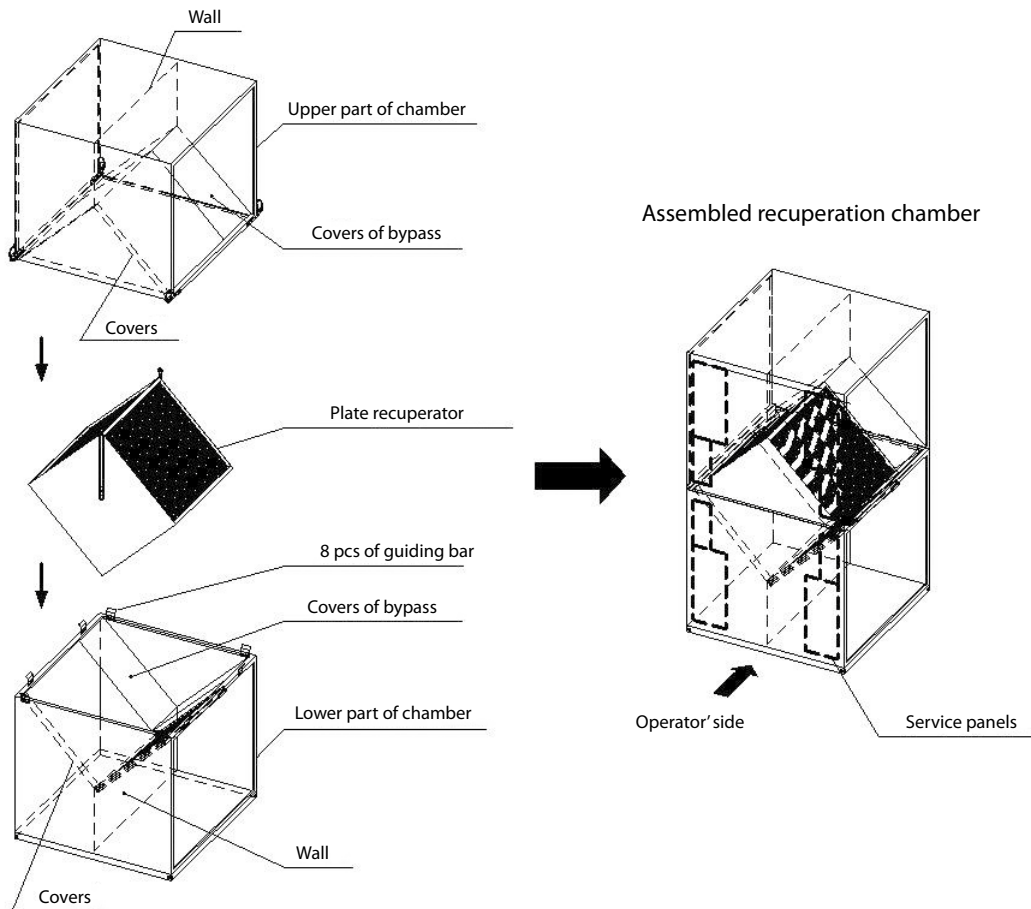 Wall
Upper part of chamber
Covers of bypass
Covers
Plate recuperator
8 pcs of guiding bar
Covers of bypass
Lower part of chamber
Wall
Covers
Assembled recuperation chamber
Operator' side
Service panels